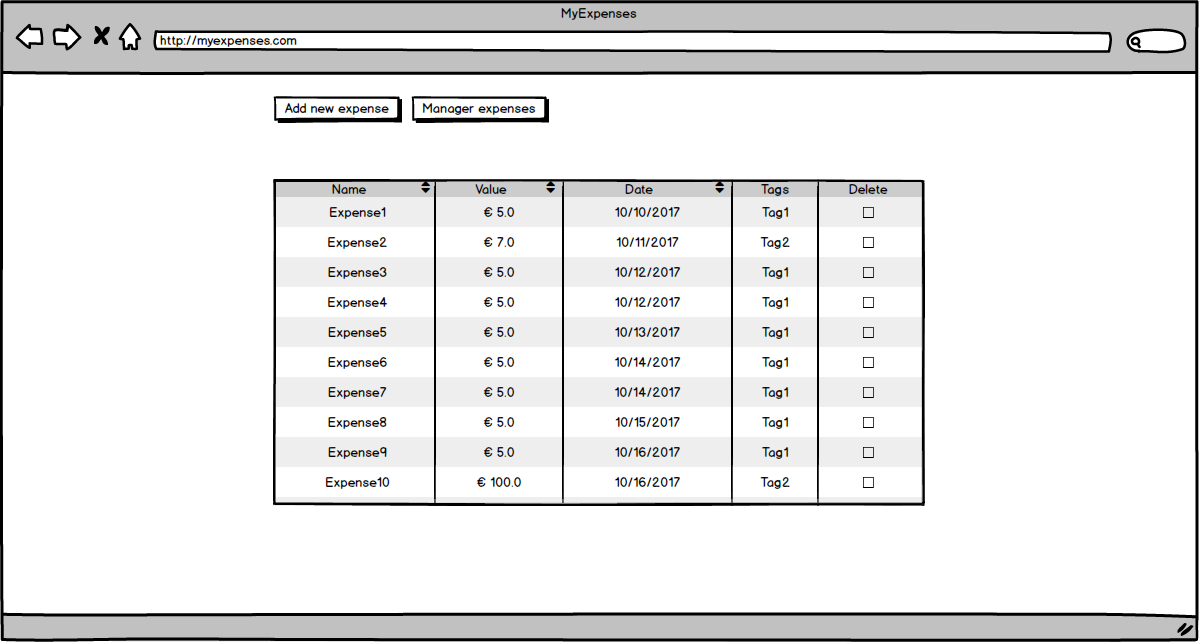 MyExpenses
http://myexpenses.com
Add new expense Manager expenses
Name Value Date Tags Delete
Expense1 € 5.0 10/10/2017 Tag1
Expense2 € 7.0 10/11/2017 Tag2
Expense3 € 5.0 10/12/2017 Tag1
Expense4 € 5.0 10/12/2017 Tag1
Expense5 € 5.0 10/13/2017 Tag1
Expense6 € 5.0 10/14/2017 Tag1
Expense7 € 5.0 10/14/2017 Tag1
Expense8 € 5.0 10/15/2017 Tag1
Expense9 € 5.0 10/16/2017 Tag1
Expense10 € 100.0 10/16/2017 Tag2